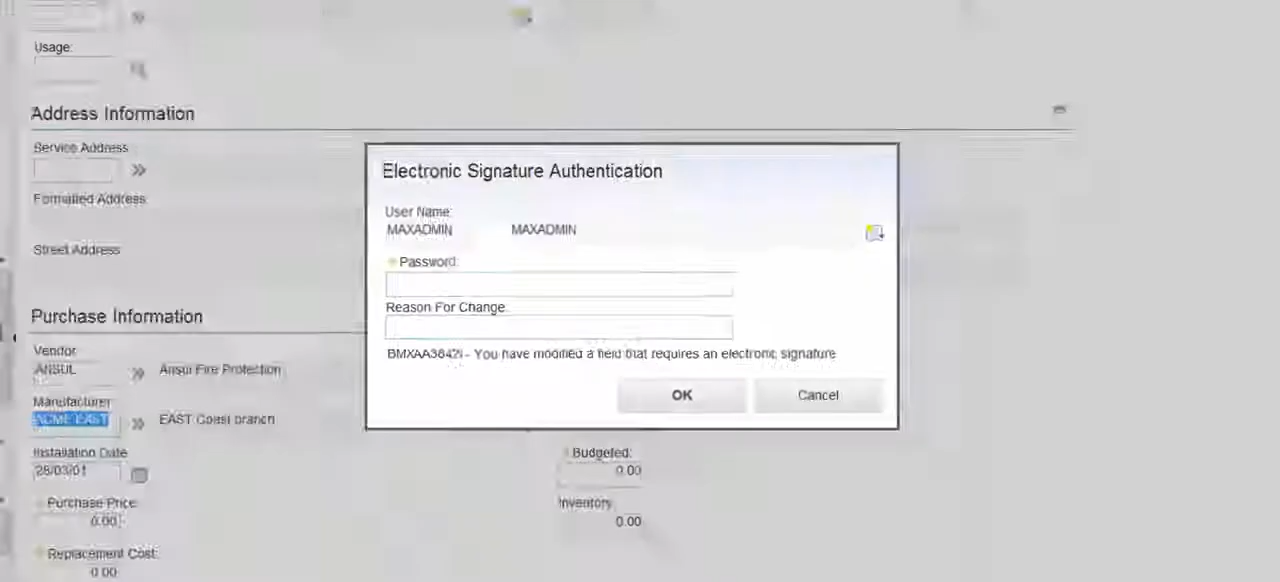 Usage:
Address Information
Service Address
Formatted Address
Street Address
Purchase Information
Vendor
ANSUL
Ansul Fire Protection
Manufacturer
ACME EAST
EAST Coast branch
Installation Date
28/03/01
Purchase Price:
0.00
Replacement Cost:
0.00
Budgeted:
0.00
Inventory
0.00
Electronic Signature Authentication
User Name:
MAXADMIN MAXADMIN
Password:
Reason For Change:
BMXAA3842I - You have modified a field that requires an electronic signature
OK Cancel